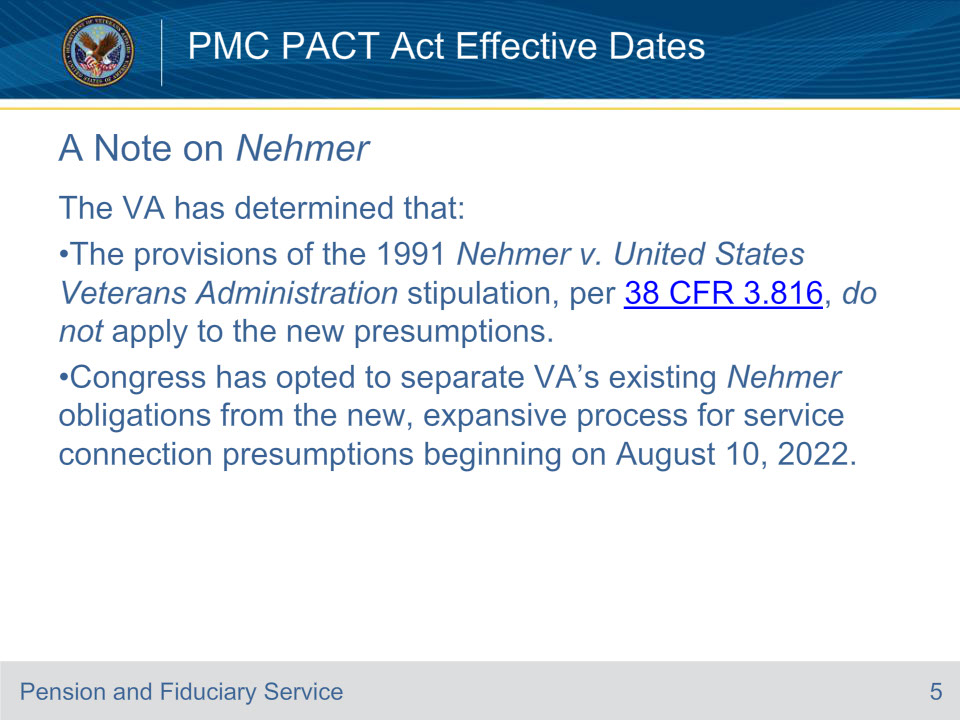 PMC PACT Act Effective Dates
A Note on Nehmer
The VA has determined that:
•The provisions of the 1991 Nehmer v. United States
Veterans Administration stipulation, per 38 CFR 3.816, do
not apply to the new presumptions.
•Congress has opted to separate VA’s existing Nehmer
obligations from the new, expansive process for service
connection presumptions beginning on August 10, 2022.
Pension and Fiduciary Service
5